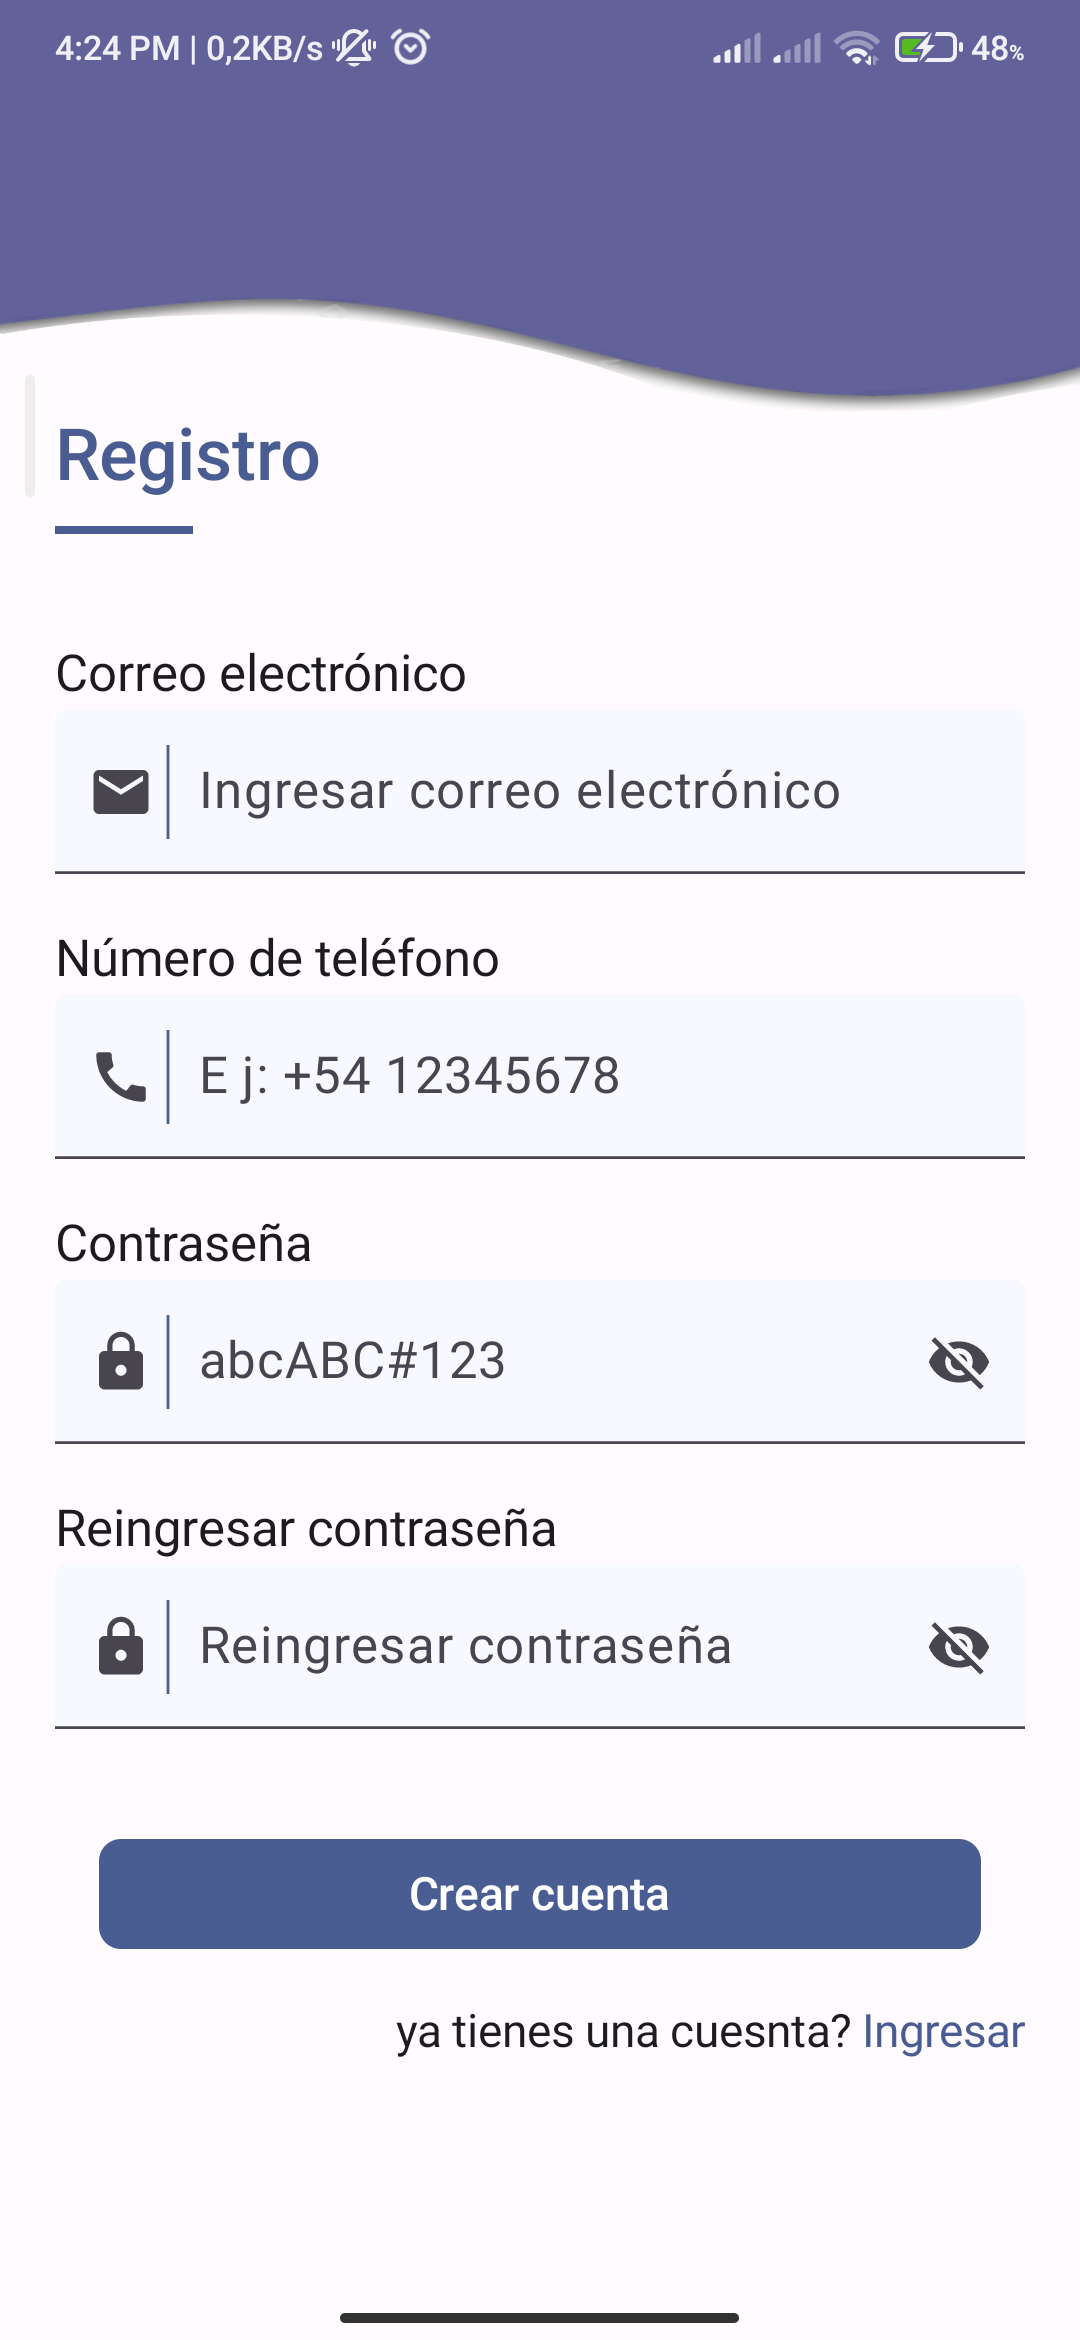 4:24 PM | 0,2KB/s 48%
Registro
Correo electrónico
Ingresar correo electrónico
Número de teléfono
E j: +54 12345678
Contraseña
abcABC#123
Reingresar contraseña
Reingresar contraseña
Crear cuenta
ya tienes una cuesnta? Ingresar